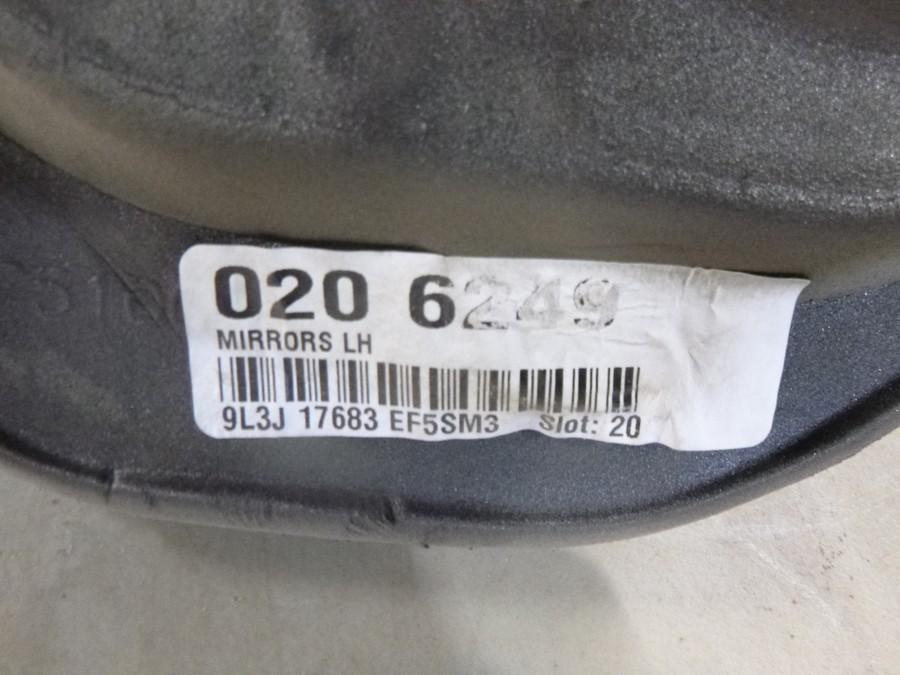 020 6249
MIRRORS LH
9L3J 17683 EF5SM3 Slot: 20